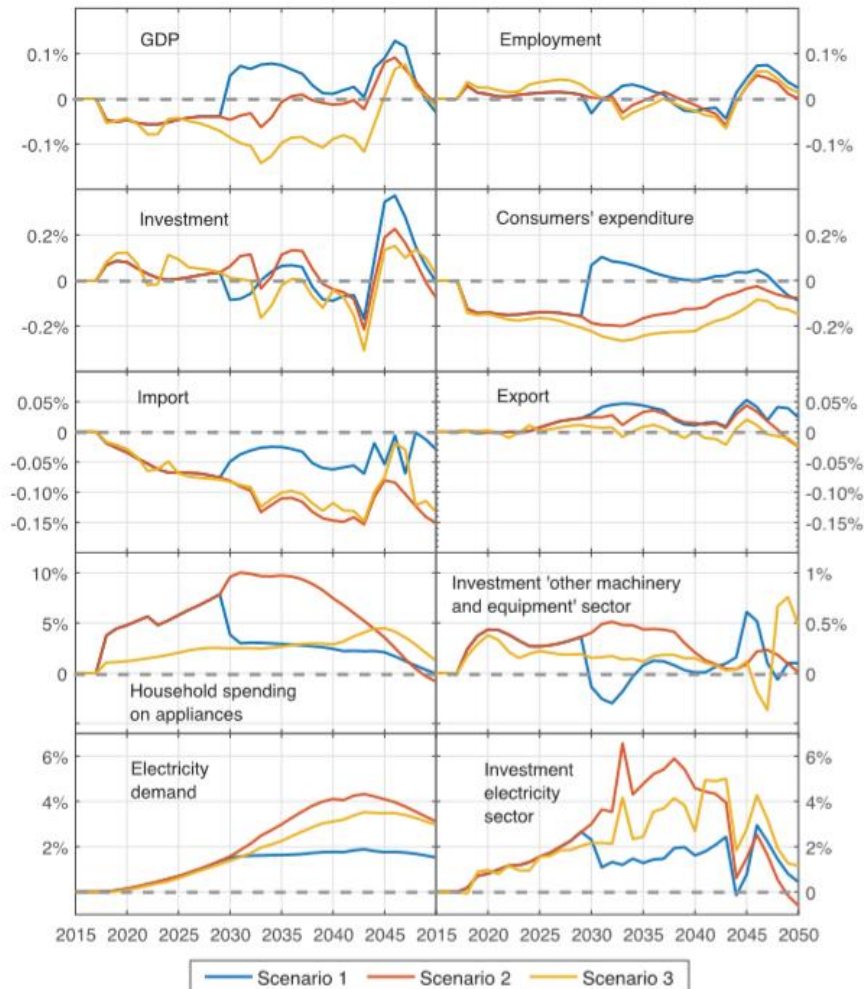 GDP
Employment
0.1%
0
-0.1%
0.1%
0
-0.1%
Investment
Consumers' expenditure
0.2%
0
-0.2%
0.2%
0
-0.2%
Import
Export
0.05%
0
-0.05%
-0.10%
-0.15%
0.05%
0
-0.05%
-0.10%
-0.15%
10%
5%
0
Household spending
on appliances
Investment 'other machinery
and equipment' sector
1%
0.5%
0
6%
4%
2%
Electricity
demand
Investment
electricity
sector
6%
4%
2%
0
2015 2020 2025 2030 2035 2040 2045 2015 2020 2025 2030 2035 2040 2045 2050
Scenario 1 Scenario 2 Scenario 3